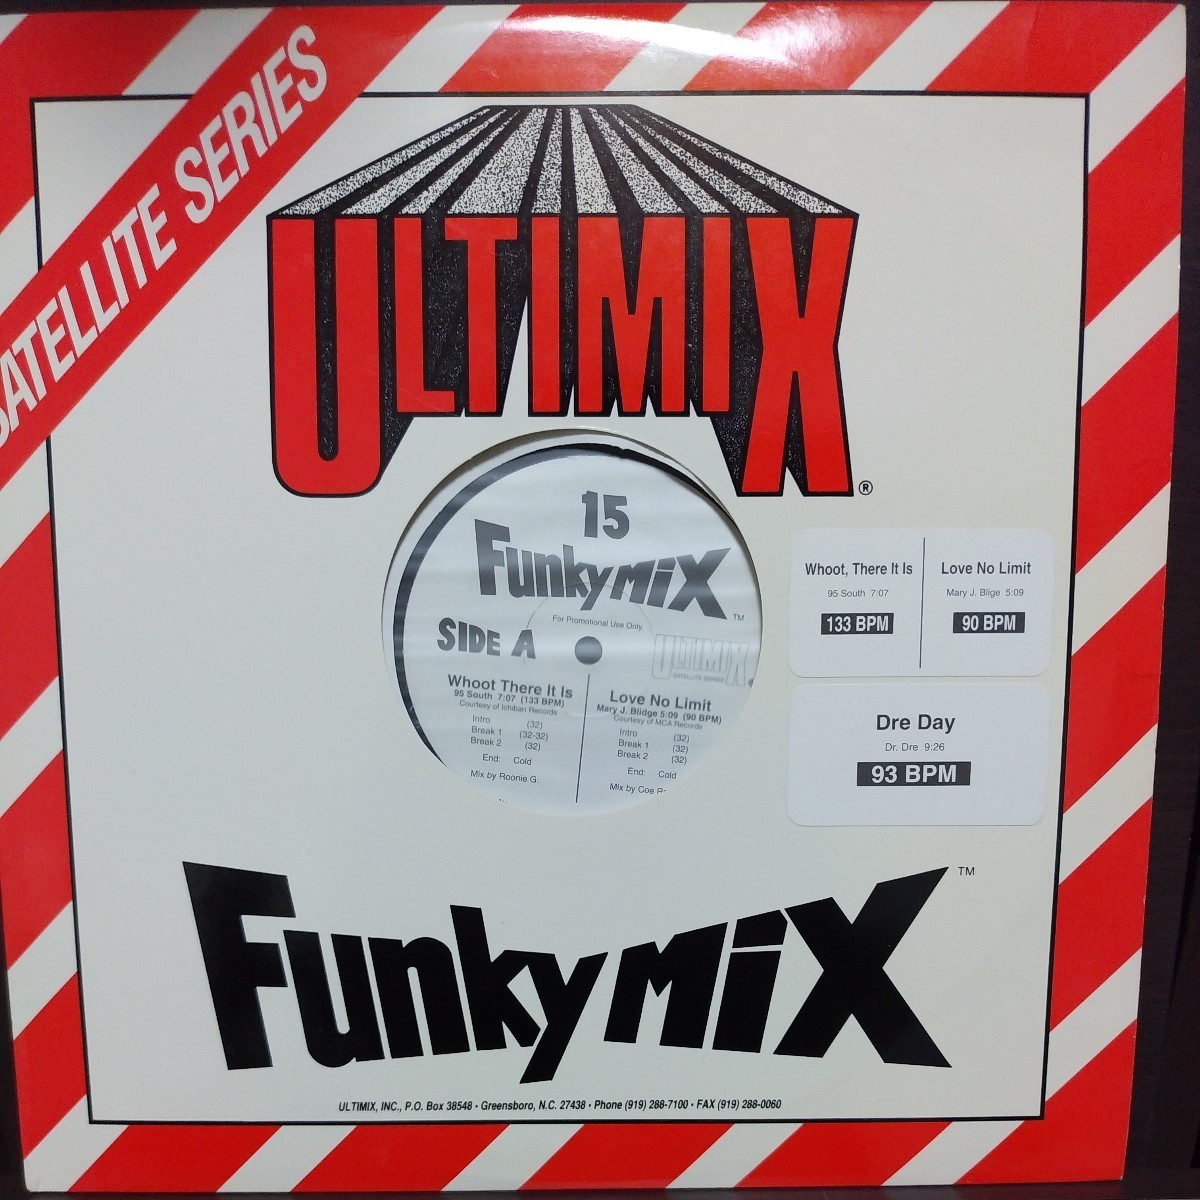 SATELLITE SERIES
ULTIMIX®
15
Funkymix™
For Promotional Use Only
SIDE A
ULTIMIX
SATELLITE SERIES
Whoot There It Is
95 South 7:07 (133 BPM)
Courtesy of Ichiban Records
Intro (32)
Break 1 (32-32)
Break 2 (32)
End: Cold
Mix by Roonie G.
Love No Limit
Mary J. Blidge 5:09 (90 BPM)
Courtesy of MCA Records
Intro (32)
Break 1 (32)
Break 2 (32)
End: Cold
Mix by Coe
Whoot, There It Is
95 South 7:07
133 BPM
Love No Limit
Mary J. Blige 5:09
90 BPM
Dre Day
Dr. Dre 9:26
93 BPM
Funkymix™
ULTIMIX, INC., P.O. Box 38548 • Greensboro, N.C. 27438 • Phone (919) 288-7100 • FAX (919) 288-0060